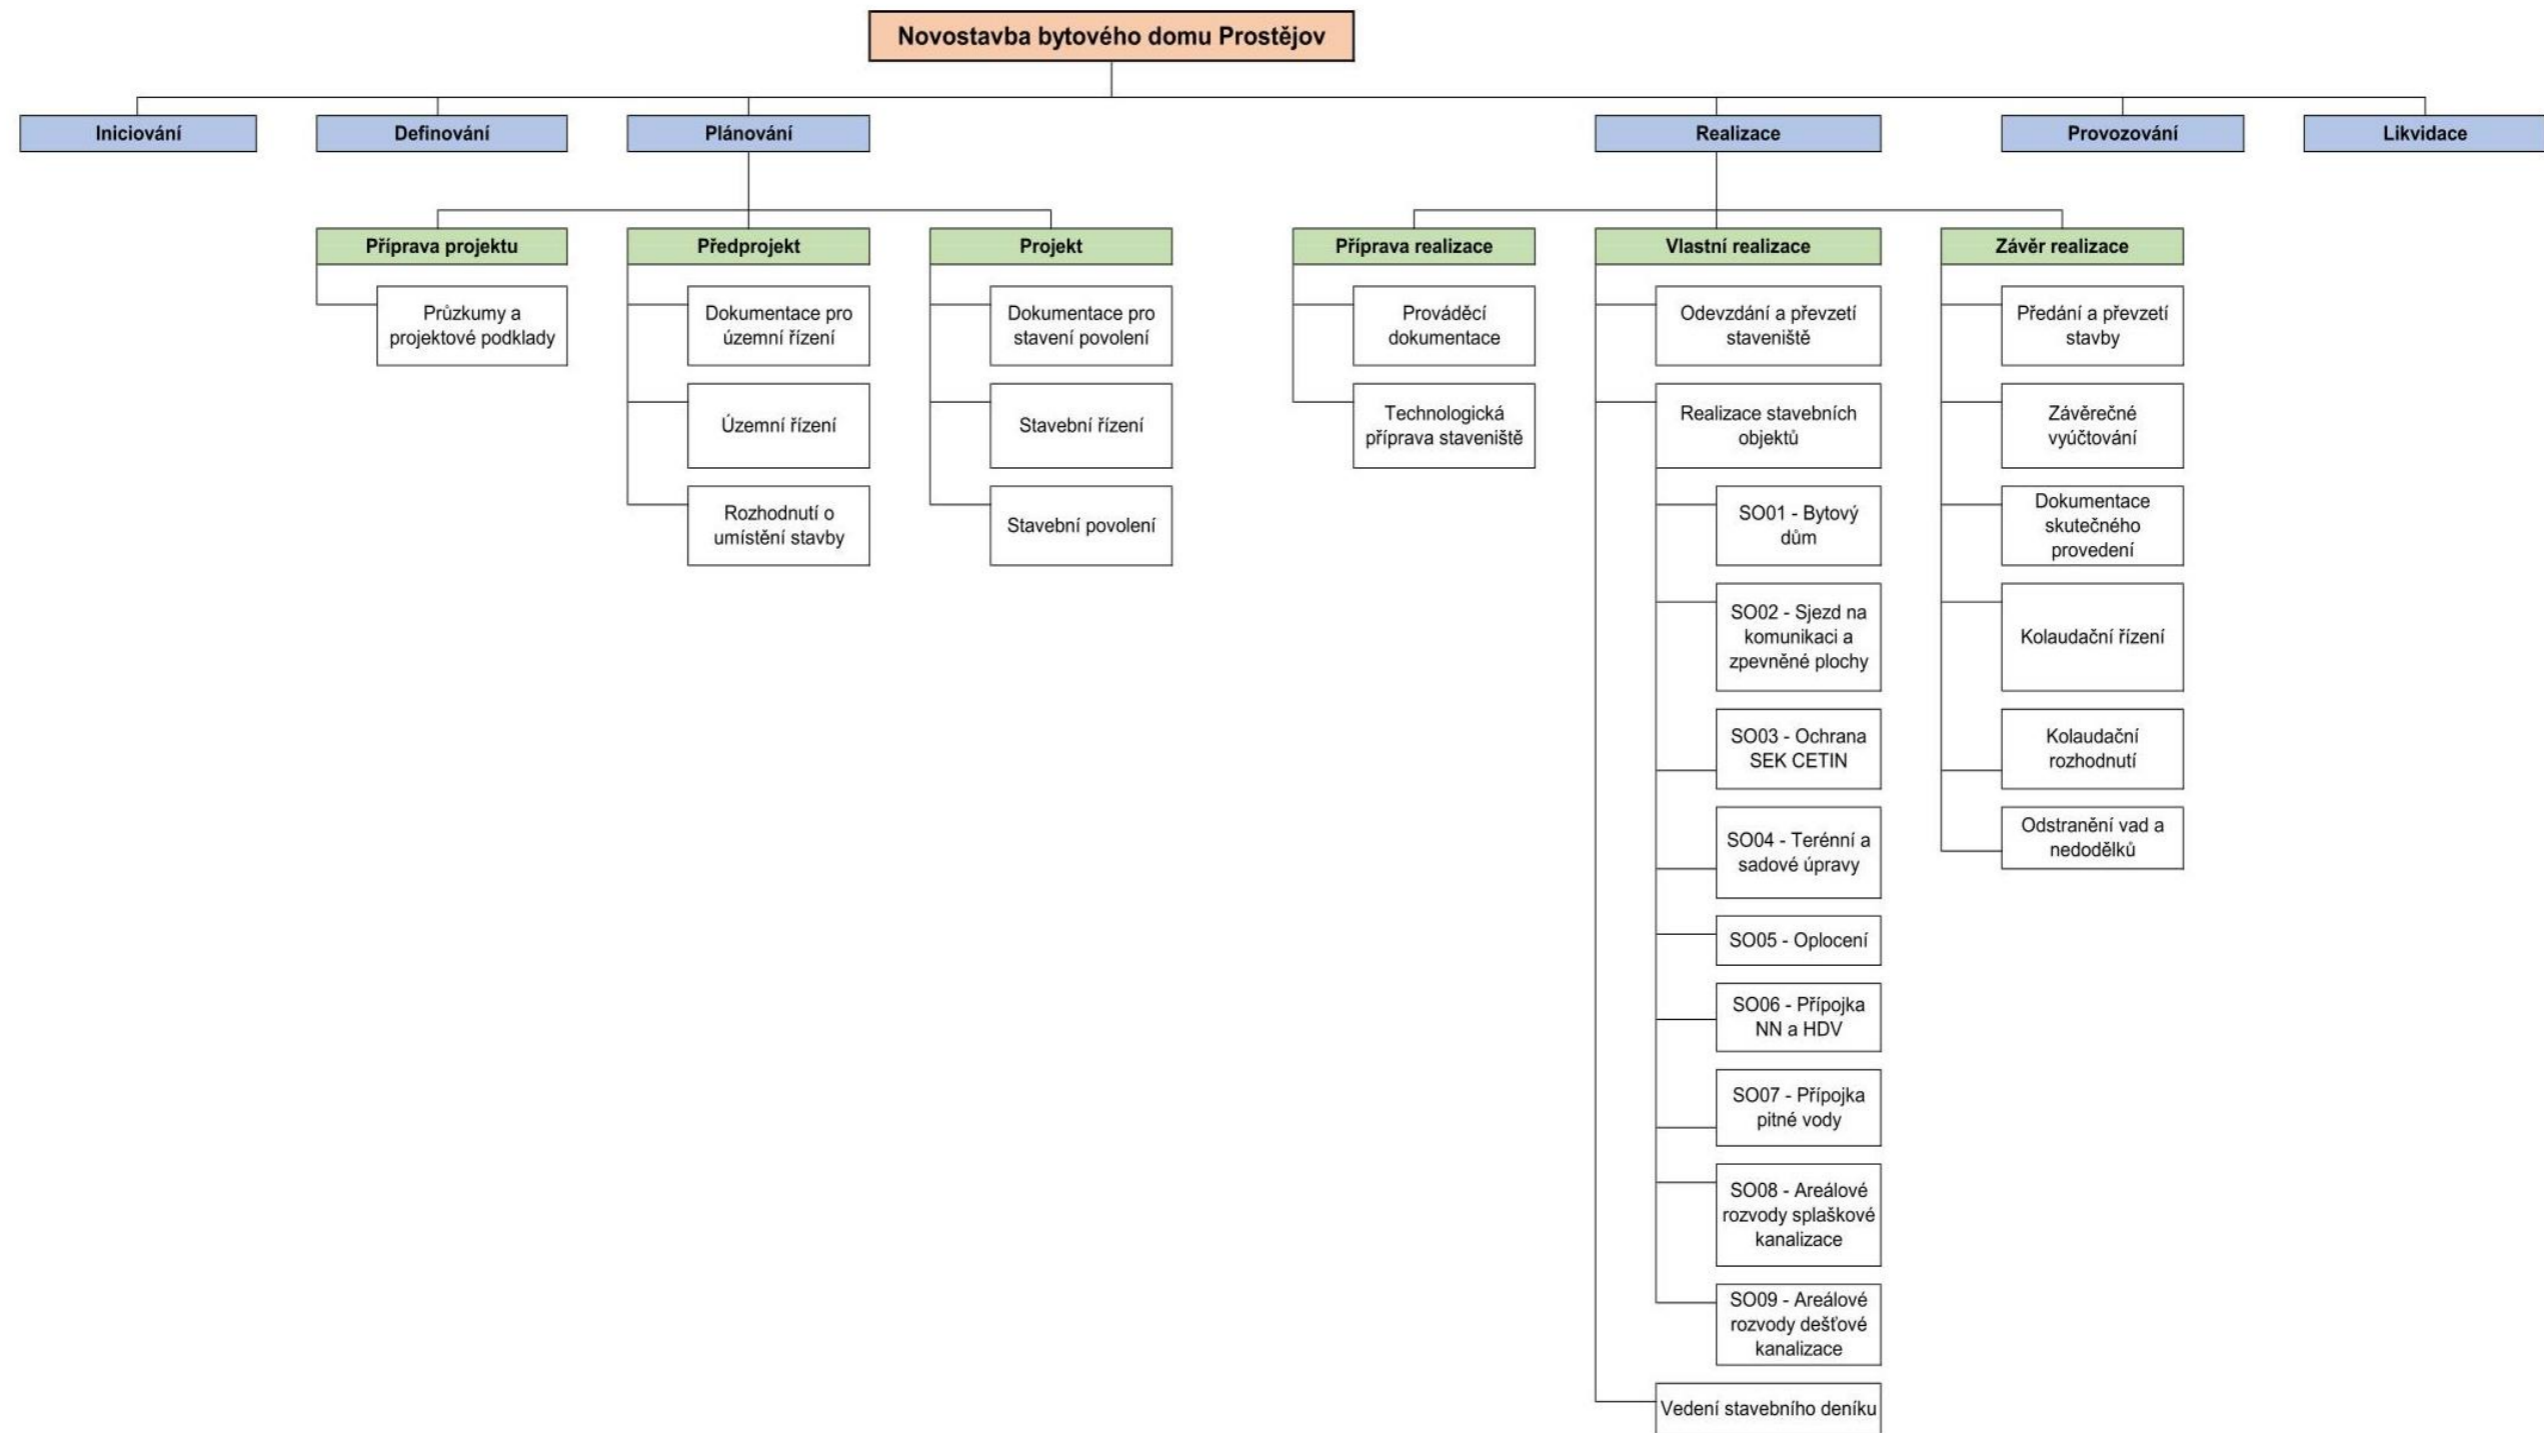 Novostavba bytového domu Prostějov
Iniciování
Definování
Plánování
Realizace
Provozování
Likvidace
Příprava projektu
Průzkumy a
projektové podklady
Předprojekt
Dokumentace pro
územní řízení
Územní řízení
Rozhodnutí o
umístění stavby
Projekt
Dokumentace pro
stavení povolení
Stavební řízení
Stavební povolení
Příprava realizace
Prováděcí
dokumentace
Technologická
příprava staveniště
Vlastní realizace
Odevzdání a převzetí
staveniště
Realizace stavebních
objektů
SO01 - Bytový
dům
SO02 - Sjezd na
komunikaci a
zpevněné plochy
SO03 - Ochrana
SEK CETIN
SO04 - Terénní a
sadové úpravy
SO05 - Oplocení
SO06 - Přípojka
NN a HDV
SO07 - Přípojka
pitné vody
SO08 - Areálové
rozvody splaškové
kanalizace
SO09 - Areálové
rozvody dešťové
kanalizace
Vedení stavebního deníku
Závěr realizace
Předání a převzetí
stavby
Závěrečné
vyúčtování
Dokumentace
skutečného
provedení
Kolaudační řízení
Kolaudační
rozhodnutí
Odstranění vad a
nedodělků